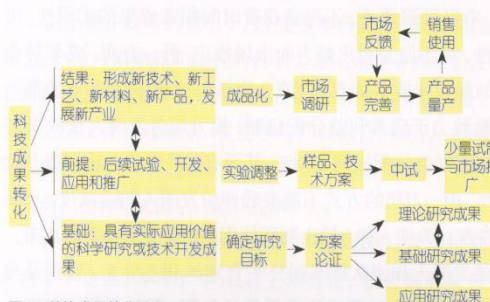 市场
反馈
销售
使用
结果：形成新技术、新工
艺、新材料、新产品，发
展新产业
成品化
市场
调研
产品
完善
产品
量产
科技成果转化
前提：后续试验、开发、
应用和推广
实验调整
样品、技
术方案
中试
少量试制
与市场推
广
基础：具有实际应用价值
的科学研究或技术开发成
果
确定研究
目标
方案
论证
理论研究成果
基础研究成果
应用研究成果